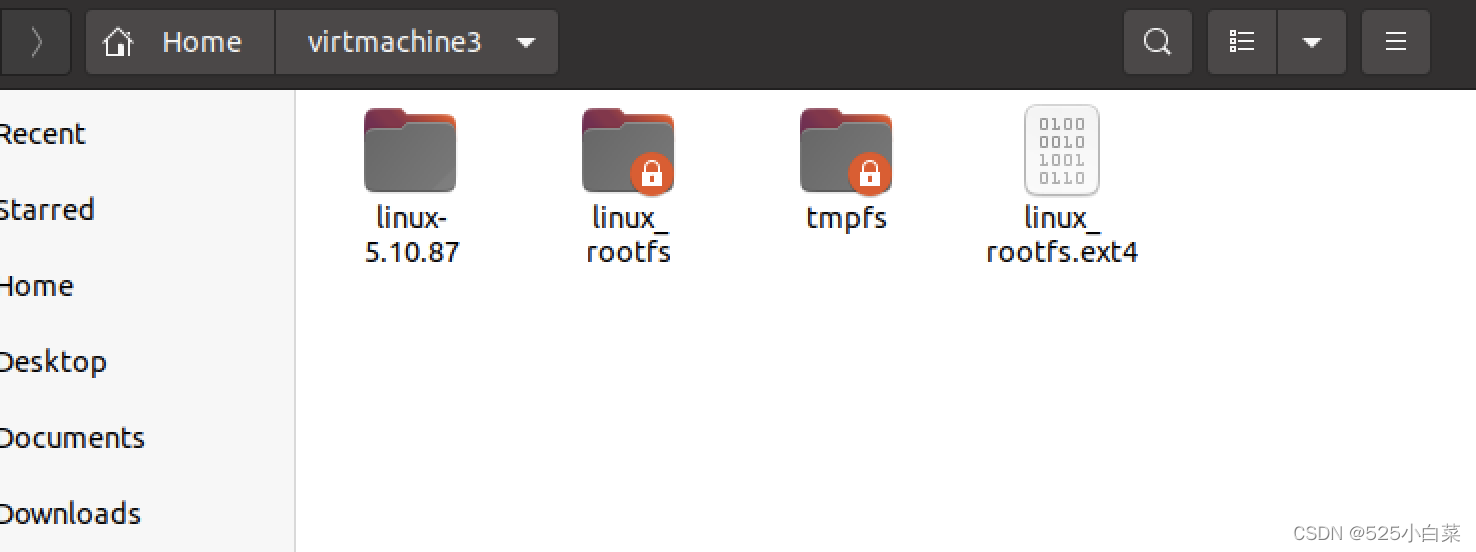 Home
virtmachine3
Recent
Starred
Home
Desktop
Documents
Downloads
linux-
5.10.87
linux_
rootfs
tmpfs
0100
0010
1001
0110
linux_
rootfs.ext4
CSDN @525小白菜